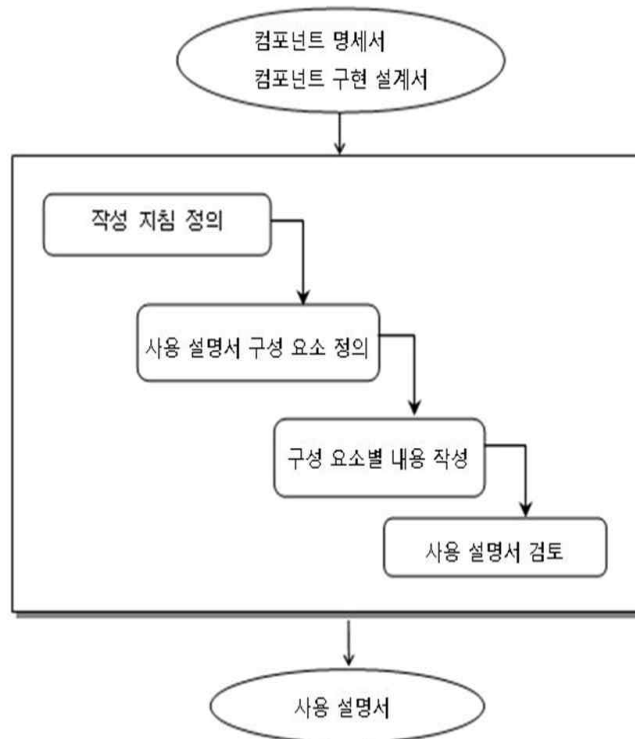 컴포넌트 명세서
컴포넌트 구현 설계서
작성 지침 정의
사용 설명서 구성 요소 정의
구성 요소별 내용 작성
사용 설명서 검토
사용 설명서